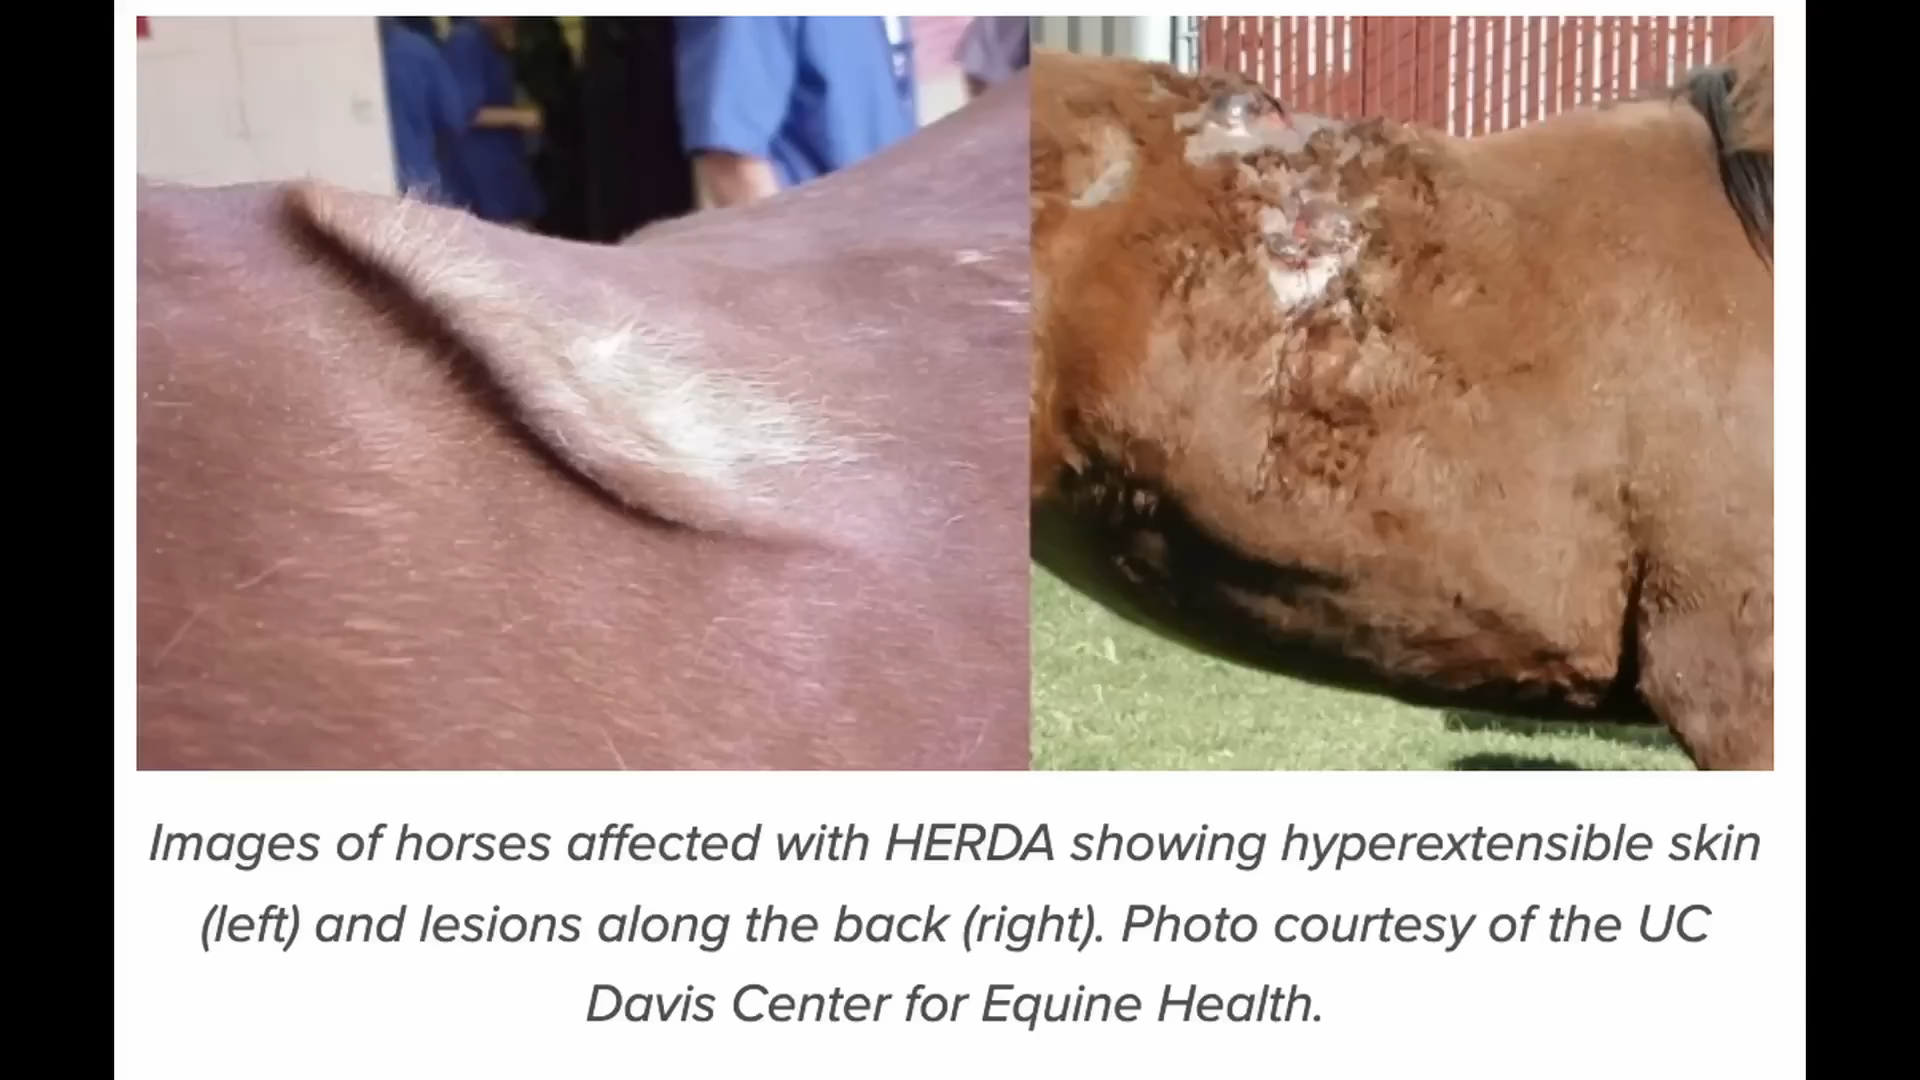 Images of horses affected with HERDA showing hyperextensible skin
(left) and lesions along the back (right). Photo courtesy of the UC
Davis Center for Equine Health.